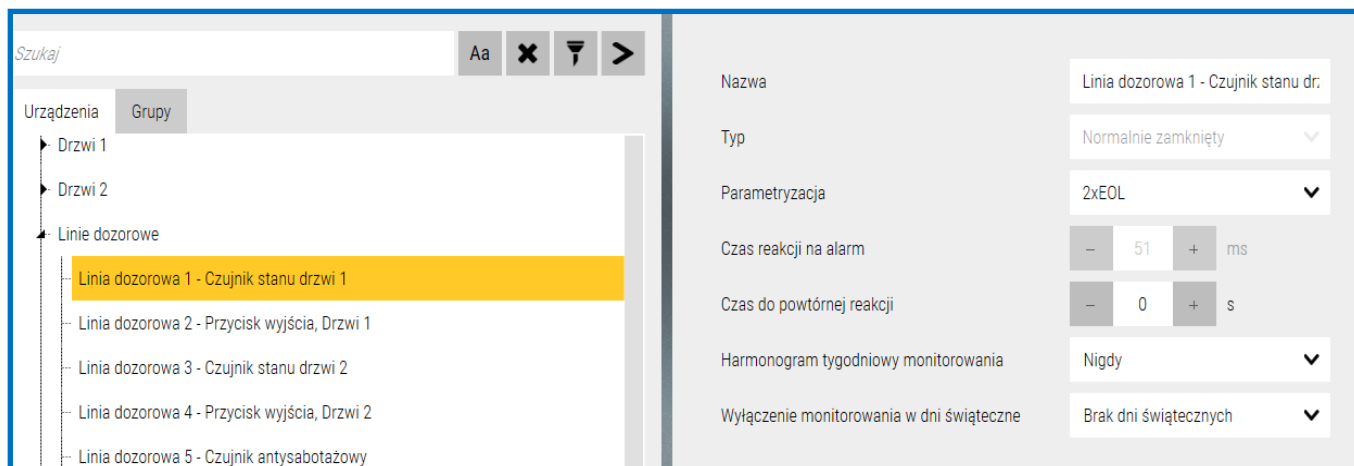 Szukaj
Aa
Urządzenia Grupy
Drzwi 1
Drzwi 2
Linie dozorowe
Linia dozorowa 1 - Czujnik stanu drzwi 1
Linia dozorowa 2 - Przycisk wyjścia, Drzwi 1
Linia dozorowa 3 - Czujnik stanu drzwi 2
Linia dozorowa 4 - Przycisk wyjścia, Drzwi 2
Linia dozorowa 5 - Czujnik antysabotażowy
Nazwa Linia dozorowa 1 - Czujnik stanu drz
Typ Normalnie zamknięty
Parametryzacja 2xEOL
Czas reakcji na alarm − 51 + ms
Czas do powtórnej reakcji − 0 + s
Harmonogram tygodniowy monitorowania Nigdy
Wyłączenie monitorowania w dni świąteczne Brak dni świątecznych